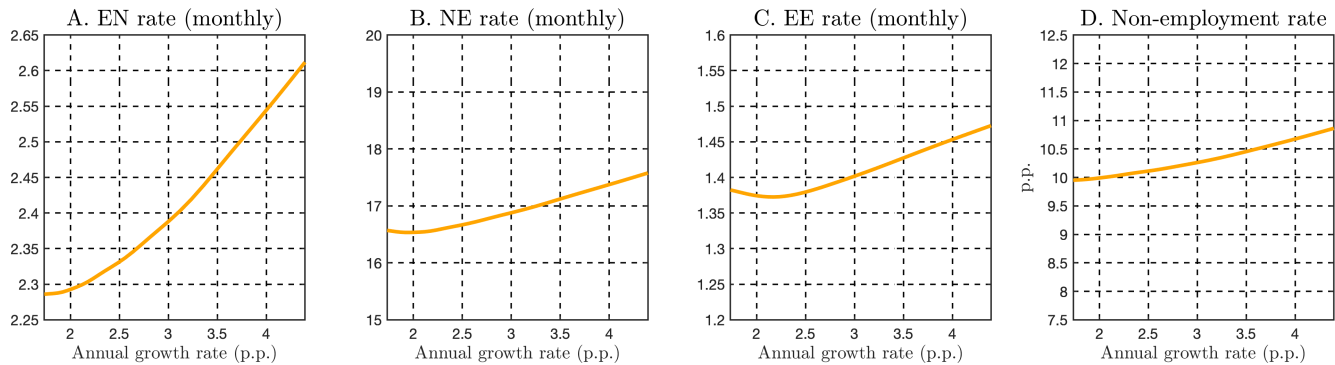 A. EN rate (monthly)
2.65
2.6
2.55
2.5
2.45
2.4
2.35
2.3
2.25
2 2.5 3 3.5 4
Annual growth rate (p.p.)
B. NE rate (monthly)
20
19
18
17
16
15
2 2.5 3 3.5 4
Annual growth rate (p.p.)
C. EE rate (monthly)
1.6
1.55
1.5
1.45
1.4
1.35
1.3
1.25
1.2
2 2.5 3 3.5 4
Annual growth rate (p.p.)
D. Non-employment rate
p.p.
12.5
12
11.5
11
10.5
10
9.5
9
8.5
8
7.5
2 2.5 3 3.5 4
Annual growth rate (p.p.)